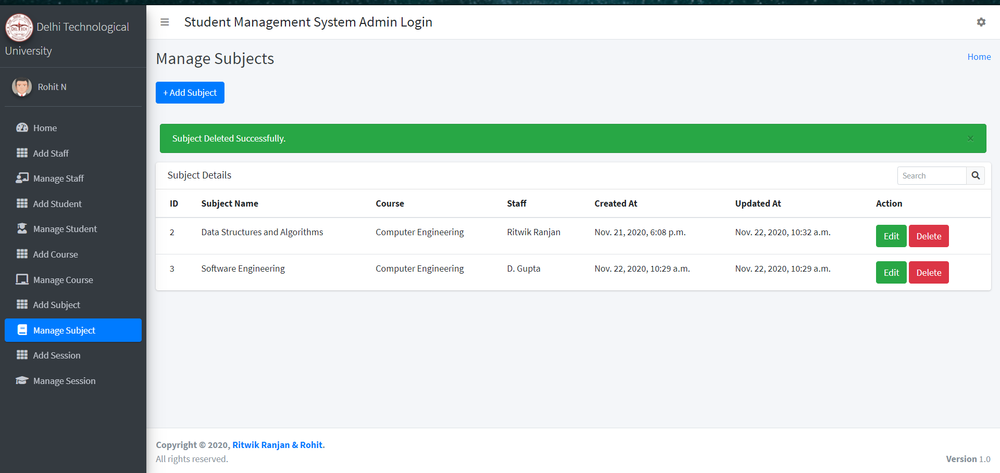 Delhi Technological
University
Rohit N
Home
Add Staff
Manage Staff
Add Student
Manage Student
Add Course
Manage Course
Add Subject
Manage Subject
Add Session
Manage Session
Student Management System Admin Login
Manage Subjects
Home
+ Add Subject
Subject Deleted Successfully.
×
Subject Details
Search
ID Subject Name Course Staff Created At Updated At Action
2 Data Structures and Algorithms Computer Engineering Ritwik Ranjan Nov. 21, 2020, 6:08 p.m. Nov. 22, 2020, 10:32 a.m. Edit Delete
3 Software Engineering Computer Engineering D. Gupta Nov. 22, 2020, 10:29 a.m. Nov. 22, 2020, 10:29 a.m. Edit Delete
Copyright © 2020, Ritwik Ranjan & Rohit.
All rights reserved.
Version 1.0